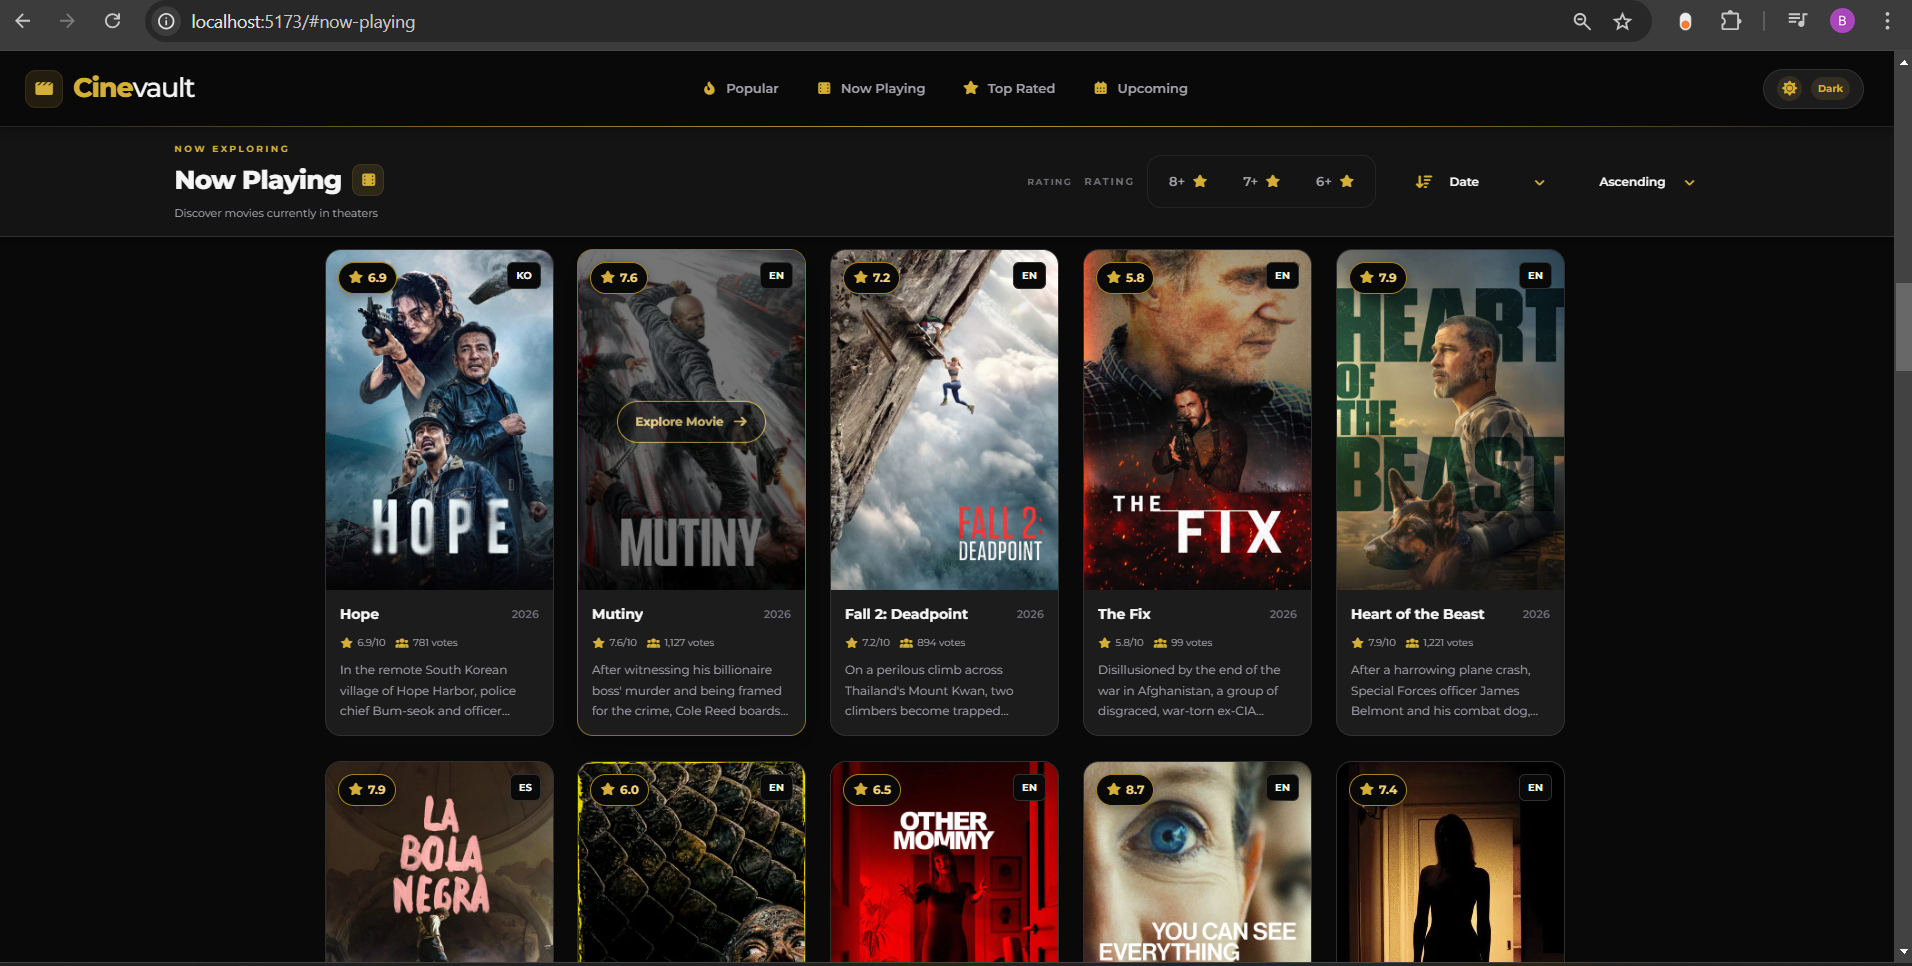 localhost:5173/#now-playing
B
Cinevault
Popular
Now Playing
Top Rated
Upcoming
Dark
NOW EXPLORING
Now Playing
Discover movies currently in theaters
RATING
RATING
8+
7+
6+
Date
Ascending
6.9
KO
HOPE
7.6
EN
Explore Movie
MUTINY
7.2
EN
FALL 2:
DEADPOINT
5.8
EN
THE
FIX
7.9
EN
HEART
OF
THE
BEAST
Hope
2026
6.9/10
781 votes
In the remote South Korean
village of Hope Harbor, police
chief Bum-seok and officer...
Mutiny
2026
7.6/10
1,127 votes
After witnessing his billionaire
boss' murder and being framed
for the crime, Cole Reed boards...
Fall 2: Deadpoint
2026
7.2/10
894 votes
On a perilous climb across
Thailand's Mount Kwan, two
climbers become trapped...
The Fix
2026
5.8/10
99 votes
Disillusioned by the end of the
war in Afghanistan, a group of
disgraced, war-torn ex-CIA...
Heart of the Beast
2026
7.9/10
1,221 votes
After a harrowing plane crash,
Special Forces officer James
Belmont and his combat dog,...
7.9
ES
LA
BOLA
NEGRA
6.0
EN
6.5
EN
OTHER
MOMMY
8.7
EN
YOU CAN SEE
EVERYTHING
7.4
EN